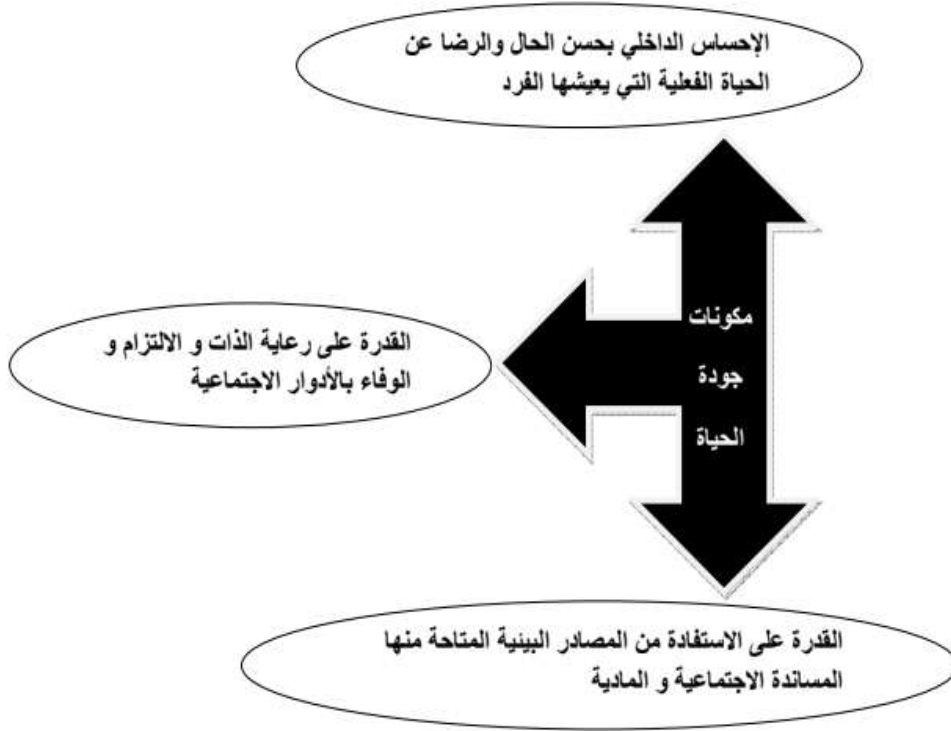 الإحساس الداخلي بحسن الحال والرضا عن
الحياة الفعلية التي يعيشها الفرد
مكونات
جودة
الحياة
القدرة على رعاية الذات و الالتزام و
الوفاء بالأدوار الاجتماعية
القدرة على الاستفادة من المصادر البيئية المتاحة منها
المساندة الاجتماعية و المادية